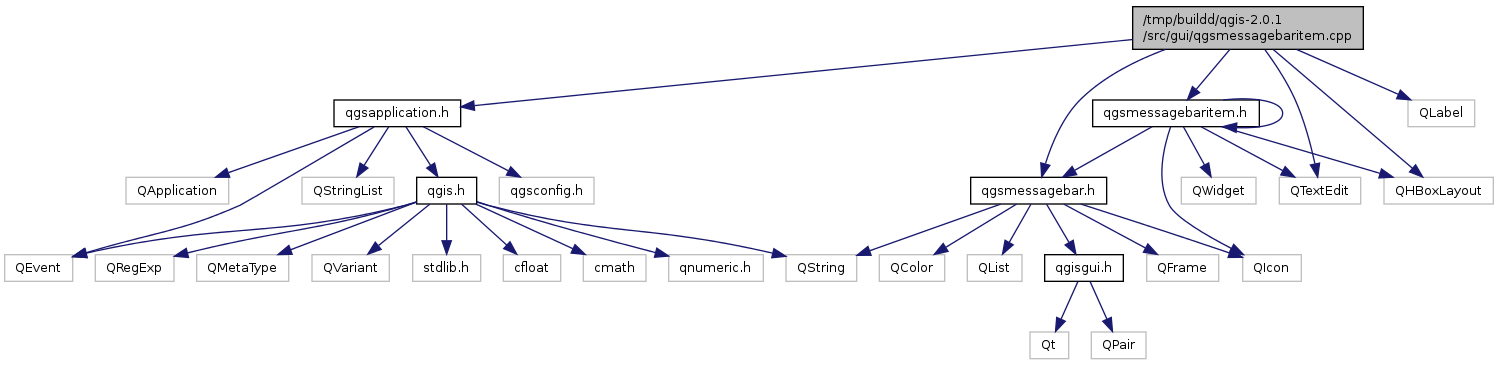 /tmp/buildd/qgis-2.0.1
/src/gui/qgsmessagebaritem.cpp
qgsapplication.h
qgsmessagebaritem.h
QLabel
QApplication
QStringList
qgis.h
qgsconfig.h
qgsmessagebar.h
QWidget
QTextEdit
QHBoxLayout
QEvent
QRegExp
QMetaType
QVariant
stdlib.h
cfloat
cmath
qnumeric.h
QString
QColor
QList
qgisgui.h
QFrame
QIcon
Qt
QPair